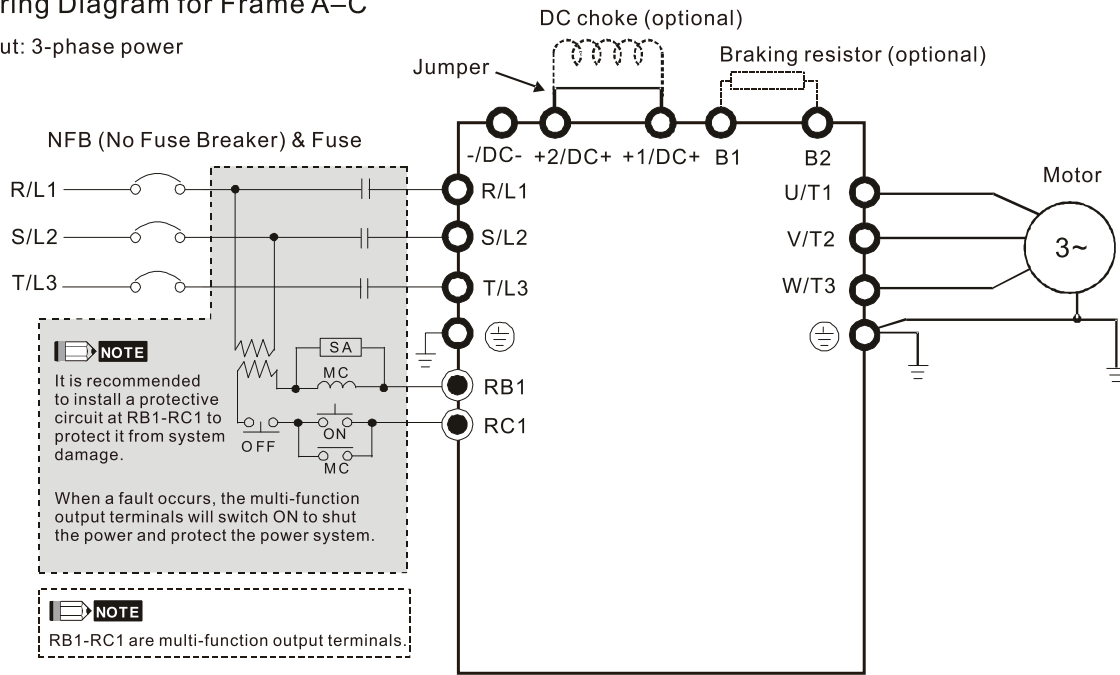 ring Diagram for Frame A–C
ut: 3-phase power
DC choke (optional)
Jumper
Braking resistor (optional)
NFB (No Fuse Breaker) & Fuse
-/DC- +2/DC+ +1/DC+ B1 B2
R/L1 R/L1 U/T1 Motor
S/L2 S/L2 V/T2 3~
T/L3 T/L3 W/T3
NOTE
It is recommended
to install a protective
circuit at RB1-RC1 to
protect it from system
damage.
SA
MC
RB1
OFF
ON
RC1
MC
When a fault occurs, the multi-function
output terminals will switch ON to shut
the power and protect the power system.
NOTE
RB1-RC1 are multi-function output terminals.